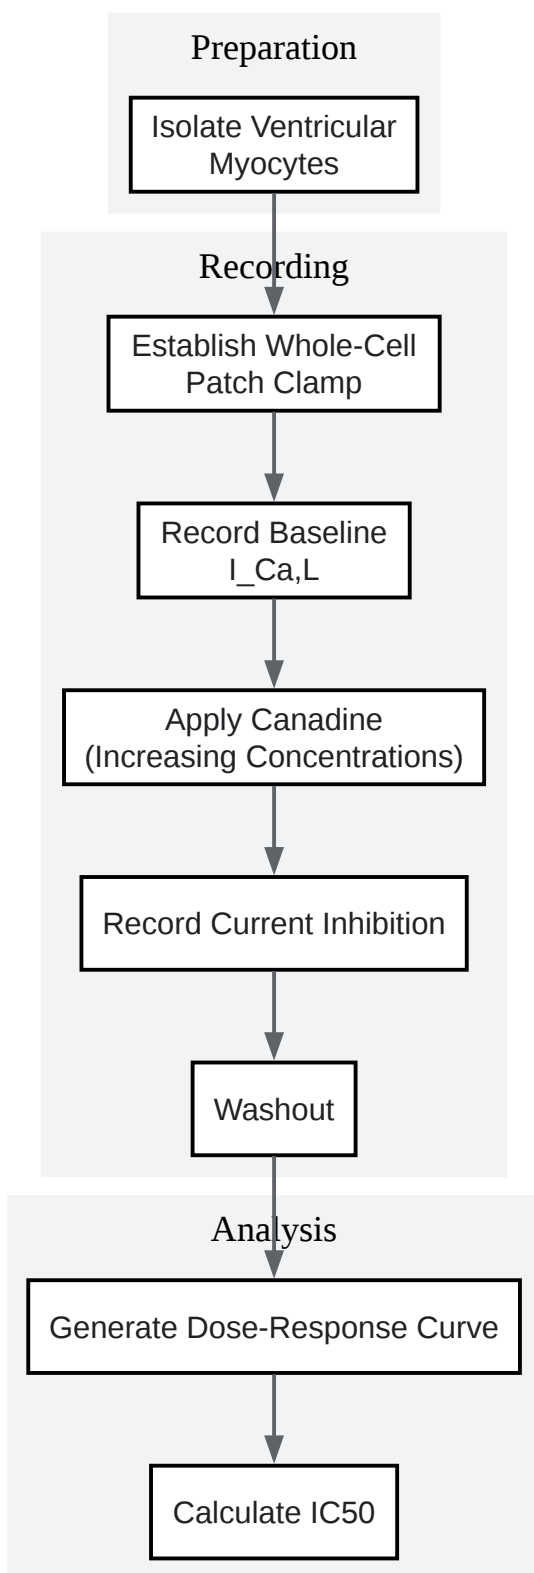 Preparation
Isolate Ventricular
Myocytes
Recording
Establish Whole-Cell
Patch Clamp
Record Baseline
I_Ca,L
Apply Canadine
(Increasing Concentrations)
Record Current Inhibition
Washout
Analysis
Generate Dose-Response Curve
Calculate IC50